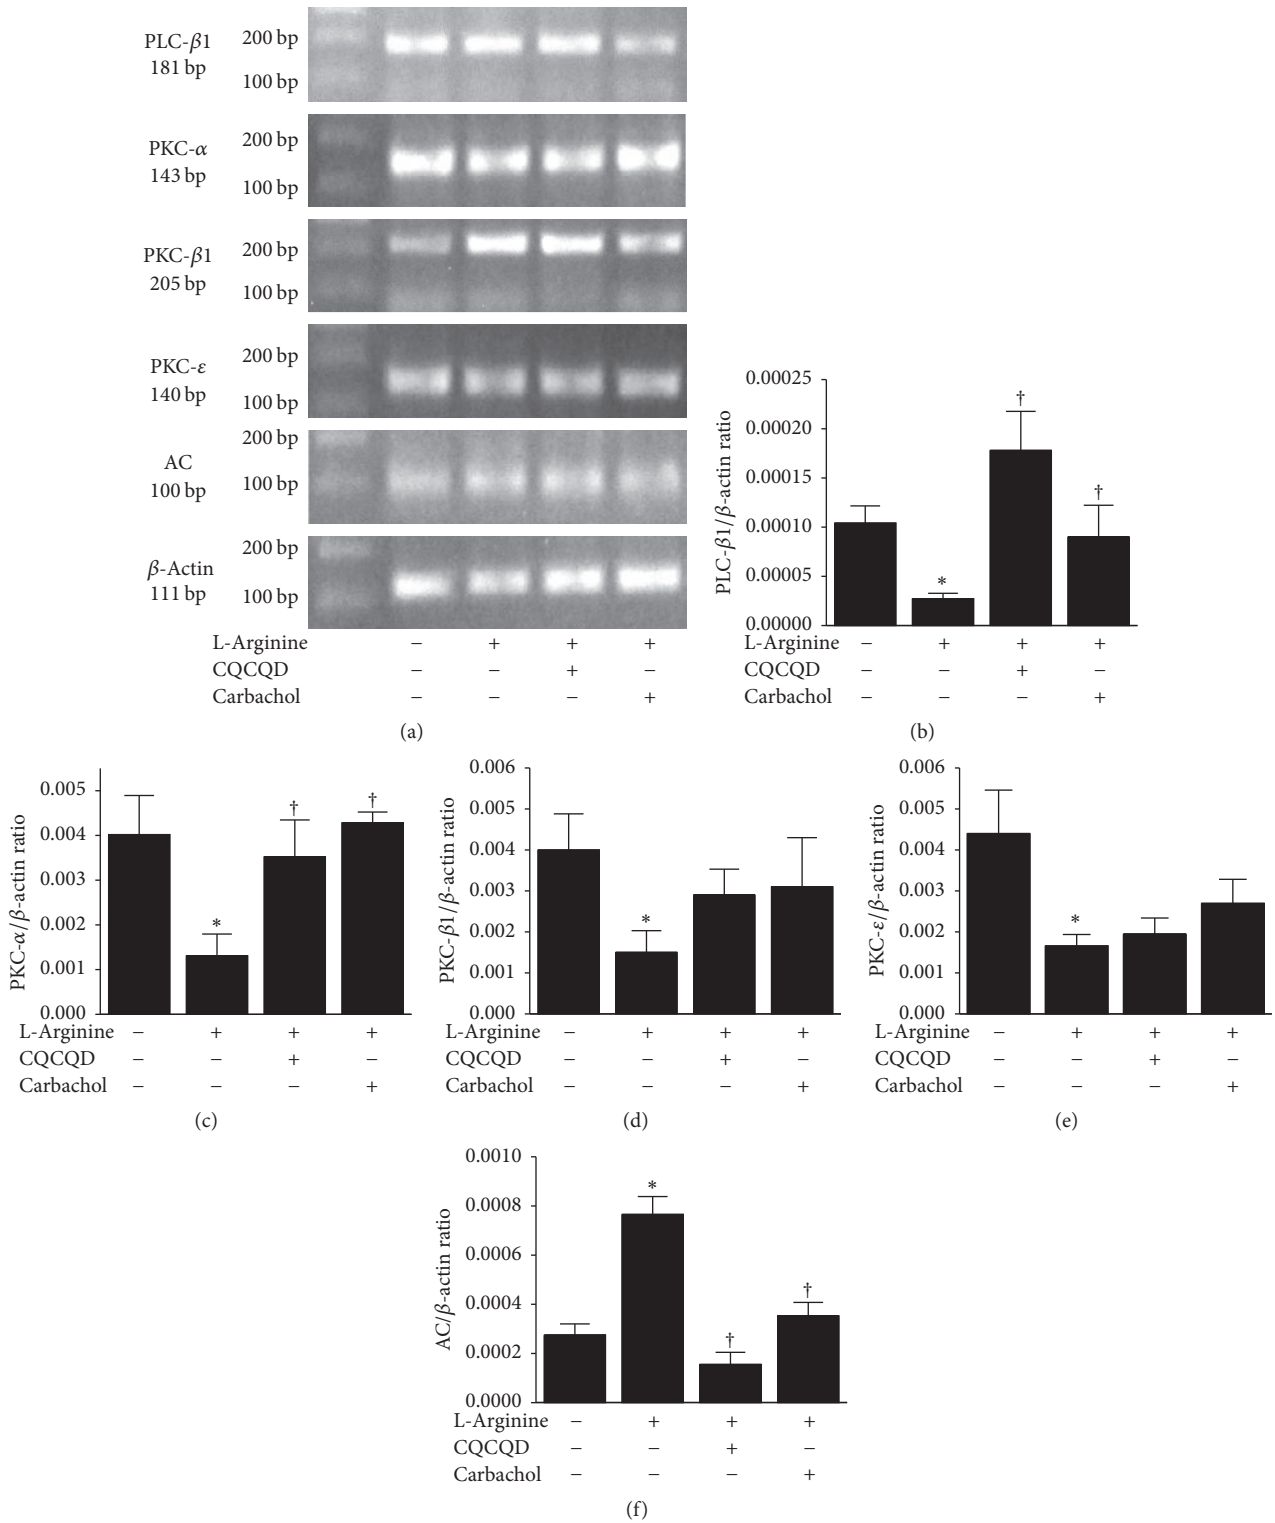 PLC-β1
181 bp
200 bp
100 bp
PKC-α
143 bp
200 bp
100 bp
PKC-β1
205 bp
200 bp
100 bp
PKC-ε
140 bp
200 bp
100 bp
AC
100 bp
200 bp
100 bp
β-Actin
111 bp
200 bp
100 bp
L-Arginine − + + +
CQCQD − − + −
Carbachol − − − +
(a)
PLC-β1/β-actin ratio
0.00025
0.00020
0.00015
0.00010
0.00005
0.00000
* † †
L-Arginine − + + +
CQCQD − − + −
Carbachol − − − +
(b)
PKC-α/β-actin ratio
0.005
0.004
0.003
0.002
0.001
0.000
* † †
L-Arginine − + + +
CQCQD − − + −
Carbachol − − − +
(c)
PKC-β1/β-actin ratio
0.006
0.005
0.004
0.003
0.002
0.001
0.000
*
L-Arginine − + + +
CQCQD − − + −
Carbachol − − − +
(d)
PKC-ε/β-actin ratio
0.006
0.005
0.004
0.003
0.002
0.001
0.000
*
L-Arginine − + + +
CQCQD − − + −
Carbachol − − − +
(e)
AC/β-actin ratio
0.0010
0.0008
0.0006
0.0004
0.0002
0.0000
* † †
L-Arginine − + + +
CQCQD − − + −
Carbachol − − − +
(f)